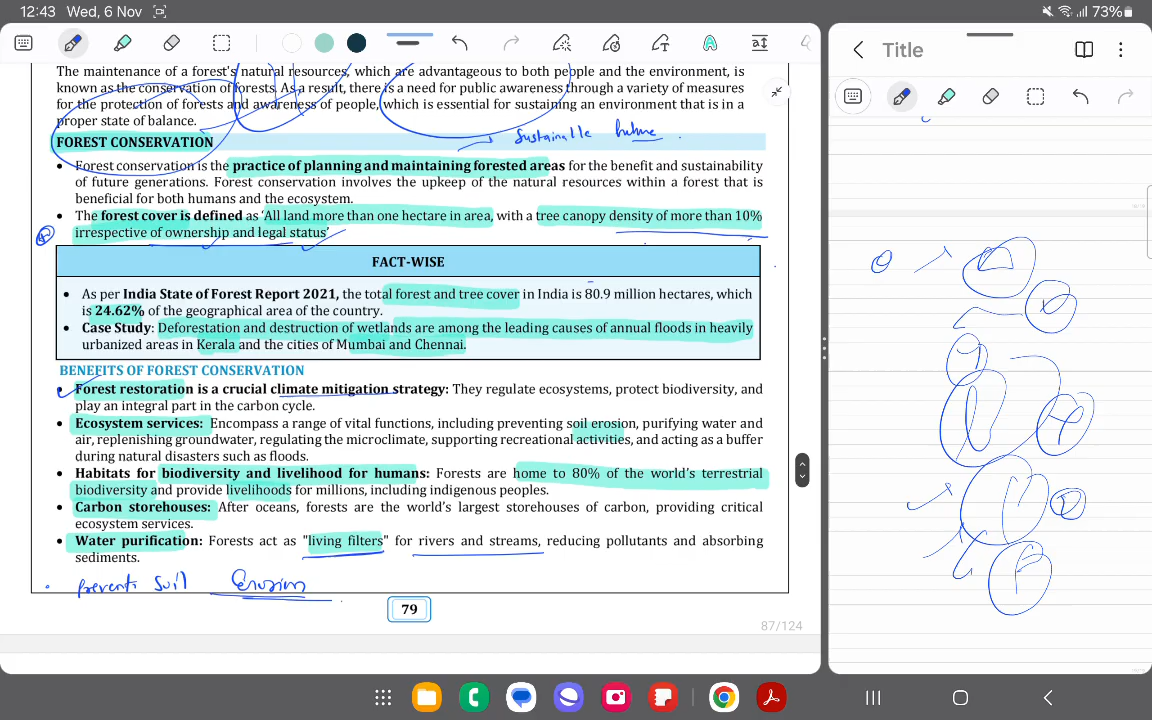 12:43 Wed, 6 Nov
73%
The maintenance of a forest's natural resources, which are advantageous to both people and the environment, is
known as the conservation of forests. As a result, there is a need for public awareness through a variety of measures
for the protection of forests and awareness of people, which is essential for sustaining an environment that is in a
proper state of balance.
sustainable future
FOREST CONSERVATION
• Forest conservation is the practice of planning and maintaining forested areas for the benefit and sustainability
of future generations. Forest conservation involves the upkeep of the natural resources within a forest that is
beneficial for both humans and the ecosystem.
• The forest cover is defined as 'All land more than one hectare in area, with a tree canopy density of more than 10%
irrespective of ownership and legal status'
FACT-WISE
• As per India State of Forest Report 2021, the total forest and tree cover in India is 80.9 million hectares, which
is 24.62% of the geographical area of the country.
• Case Study: Deforestation and destruction of wetlands are among the leading causes of annual floods in heavily
urbanized areas in Kerala and the cities of Mumbai and Chennai.
BENEFITS OF FOREST CONSERVATION
• Forest restoration is a crucial climate mitigation strategy: They regulate ecosystems, protect biodiversity, and
play an integral part in the carbon cycle.
• Ecosystem services: Encompass a range of vital functions, including preventing soil erosion, purifying water and
air, replenishing groundwater, regulating the microclimate, supporting recreational activities, and acting as a buffer
during natural disasters such as floods.
• Habitats for biodiversity and livelihood for humans: Forests are home to 80% of the world's terrestrial
biodiversity and provide livelihoods for millions, including indigenous peoples.
• Carbon storehouses: After oceans, forests are the world's largest storehouses of carbon, providing critical
ecosystem services.
• Water purification: Forests act as "living filters" for rivers and streams, reducing pollutants and absorbing
sediments.
• prevents soil Erosion
79
87/124
Title